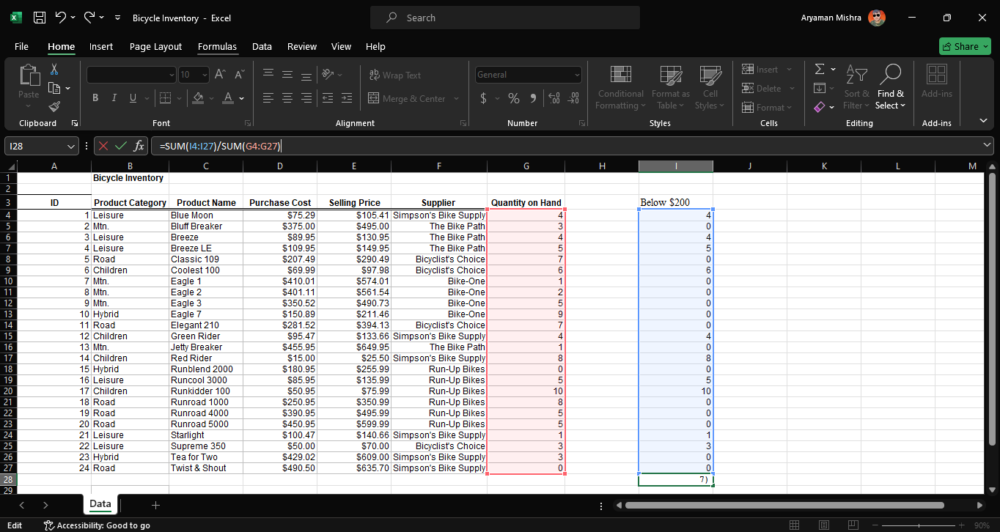 Bicycle Inventory - Excel
Search
Aryaman Mishra
File Home Insert Page Layout Formulas Data Review View Help
Share
Paste
Clipboard
10
B I U
Font
Wrap Text
Merge & Center
Alignment
General
$ % 9
Number
Conditional Formatting
Format as Table
Cell Styles
Styles
Insert
Delete
Format
Cells
Sort & Filter
Find & Select
Editing
Add-ins
Add-ins
I28
fx
=SUM(I4:I27)/SUM(G4:G27)
A B C D E F G H I J K L M
1 Bicycle Inventory
2
3 ID Product Category Product Name Purchase Cost Selling Price Supplier Quantity on Hand Below $200
4 1 Leisure Blue Moon $75.29 $105.41 Simpson's Bike Supply 4 4
5 2 Mtn. Bluff Breaker $375.00 $495.00 The Bike Path 3 0
6 3 Leisure Breeze $89.95 $130.95 The Bike Path 4 4
7 4 Leisure Breeze LE $109.95 $149.95 The Bike Path 5 5
8 5 Road Classic 109 $207.49 $290.49 Bicyclist's Choice 7 0
9 6 Children Coolest 100 $69.99 $97.98 Bicyclist's Choice 6 6
10 7 Mtn. Eagle 1 $410.01 $574.01 Bike-One 1 0
11 8 Mtn. Eagle 2 $401.11 $561.54 Bike-One 2 0
12 9 Mtn. Eagle 3 $350.52 $490.73 Bike-One 5 0
13 10 Hybrid Eagle 7 $150.89 $211.46 Bike-One 9 0
14 11 Road Elegant 210 $281.52 $394.13 Bicyclist's Choice 7 0
15 12 Children Green Rider $95.47 $133.66 Simpson's Bike Supply 4 4
16 13 Mtn. Jetty Breaker $455.95 $649.95 The Bike Path 1 0
17 14 Children Red Rider $15.00 $25.50 Simpson's Bike Supply 8 8
18 15 Hybrid Runblend 2000 $180.95 $255.99 Run-Up Bikes 0 0
19 16 Leisure Runcool 3000 $85.95 $135.99 Run-Up Bikes 5 5
20 17 Children Runkidder 100 $50.95 $75.99 Run-Up Bikes 10 10
21 18 Road Runroad 1000 $250.95 $350.99 Run-Up Bikes 8 0
22 19 Road Runroad 4000 $390.95 $495.99 Run-Up Bikes 5 0
23 20 Road Runroad 5000 $450.95 $599.99 Run-Up Bikes 5 0
24 21 Leisure Starlight $100.47 $140.66 Simpson's Bike Supply 1 1
25 22 Leisure Supreme 350 $50.00 $70.00 Bicyclist's Choice 3 3
26 23 Hybrid Tea for Two $429.02 $609.00 Simpson's Bike Supply 3 0
27 24 Road Twist & Shout $490.50 $635.70 Simpson's Bike Supply 0 0
28 7)
29
Data
Edit
Accessibility: Good to go
90%